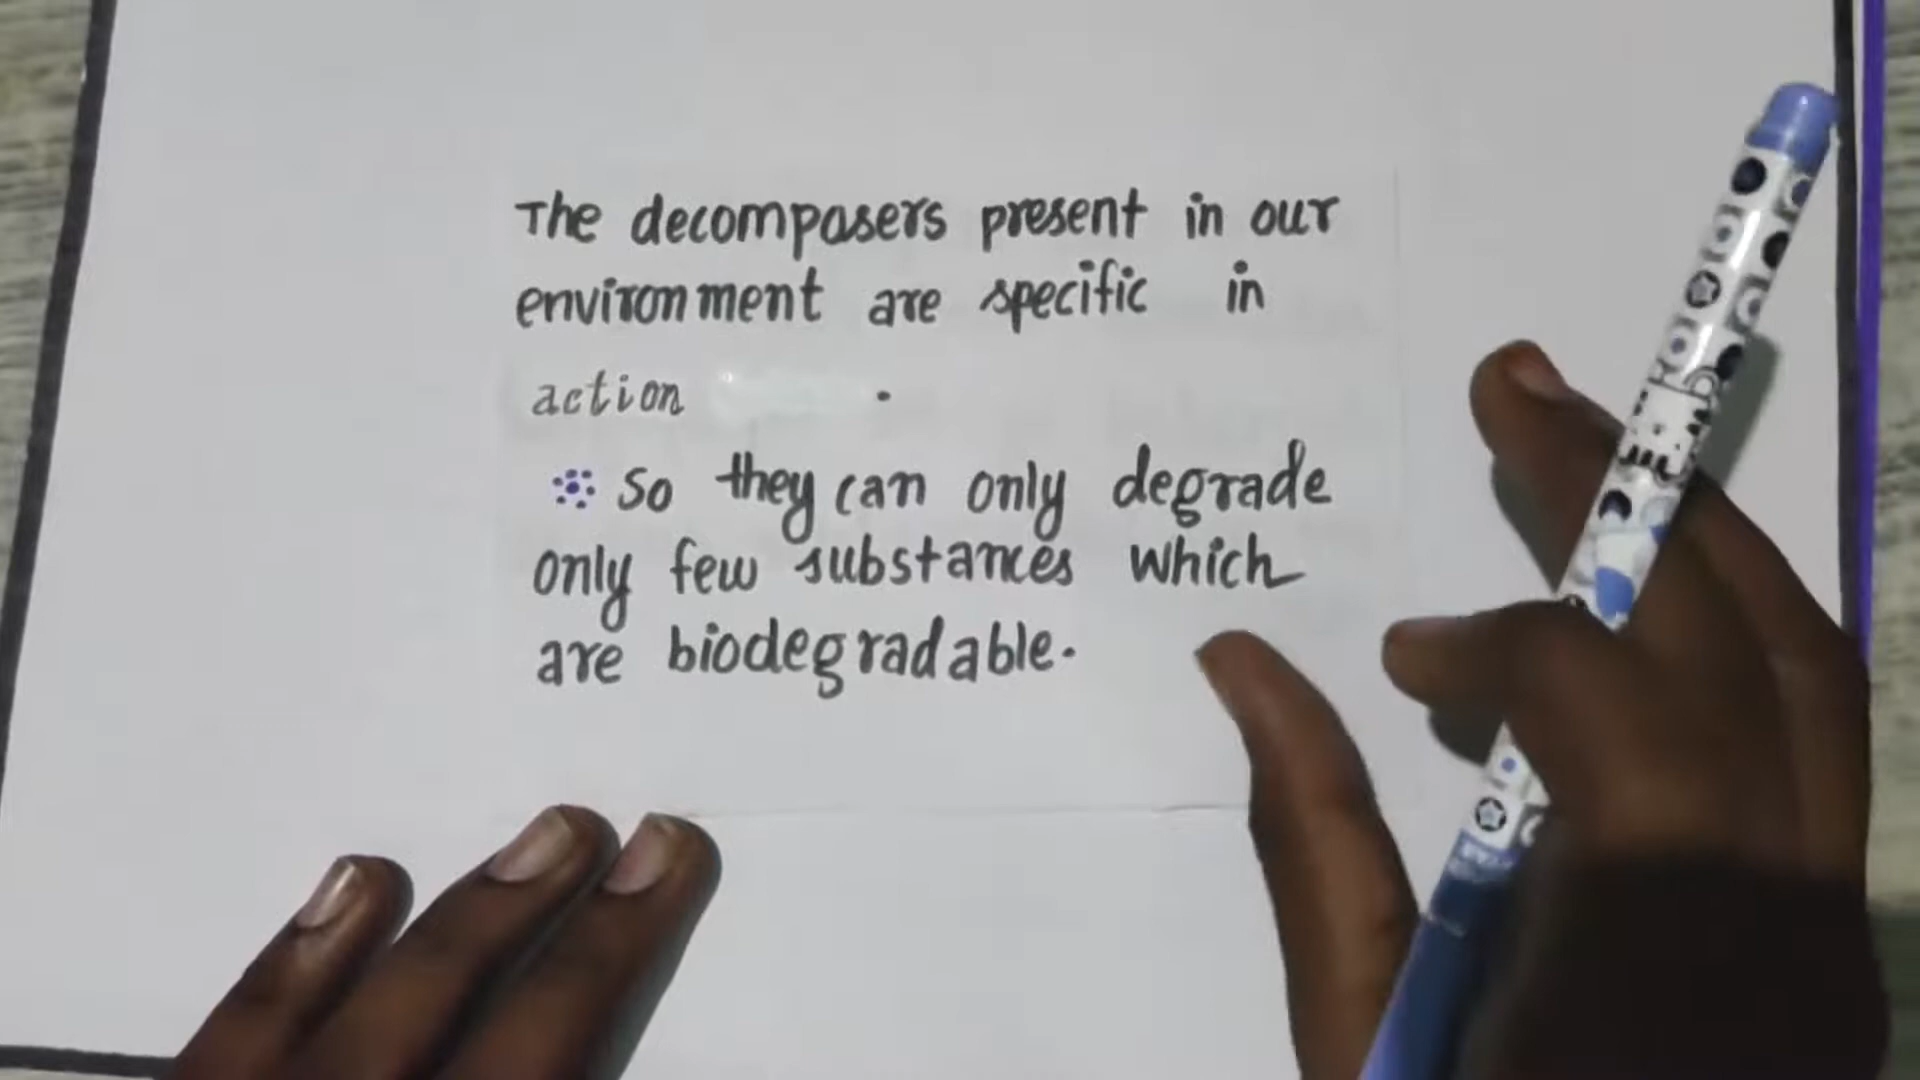 The decomposers present in our
environment are specific in
action .
So they can only degrade
only few substances which
are biodegradable.